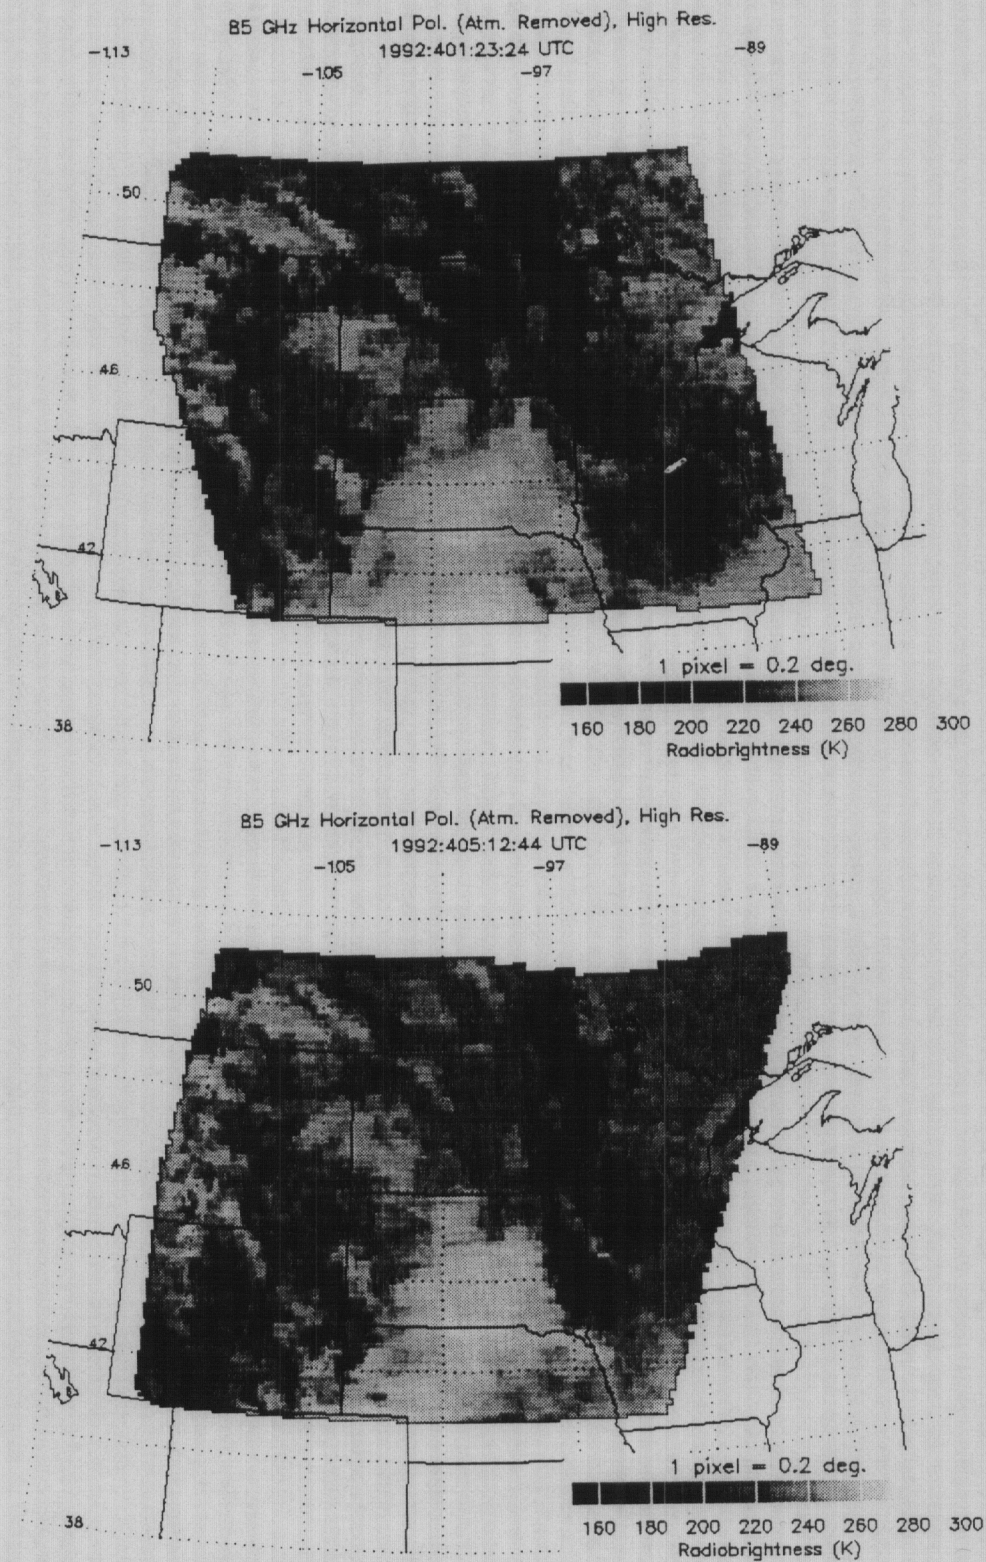 85 GHz Horizontal Pol. (Atm. Removed), High Res.
1992:401:23:24 UTC
-113
-105
-97
-89
50
46
42
38
1 pixel = 0.2 deg.
160 180 200 220 240 260 280 300
Radiobrightness (K)
85 GHz Horizontal Pol. (Atm. Removed), High Res.
1992:405:12:44 UTC
-113
-105
-97
-89
50
46
42
38
1 pixel = 0.2 deg.
160 180 200 220 240 260 280 300
Radiobrightness (K)